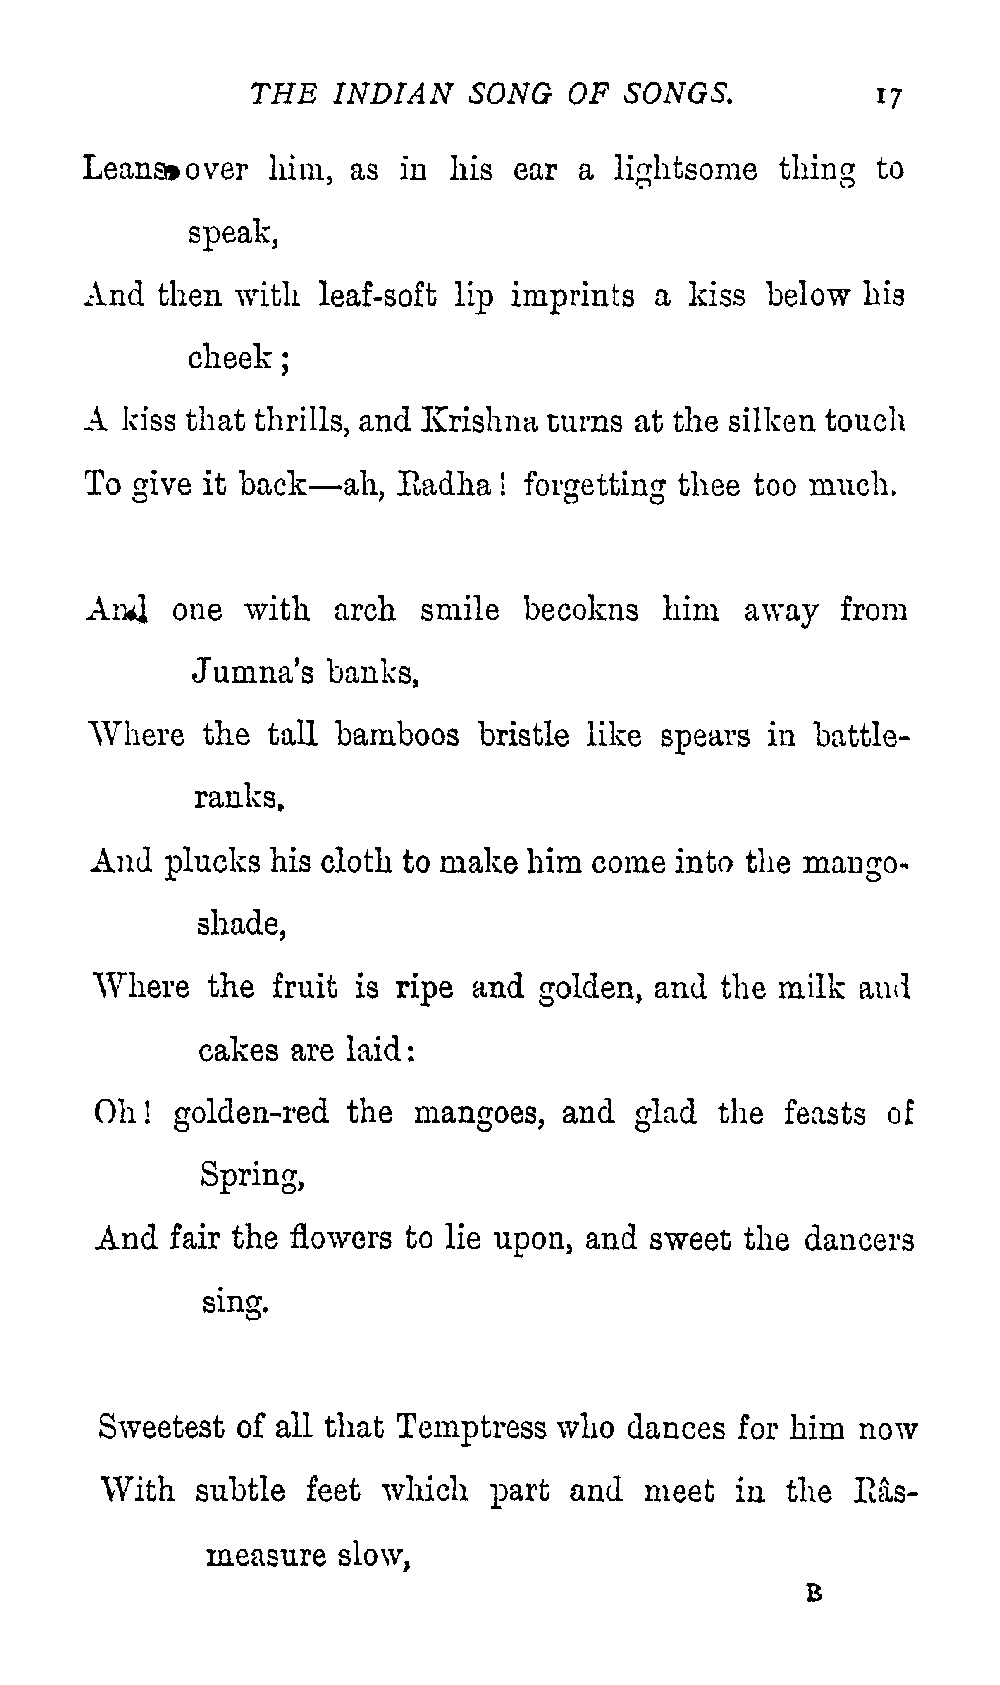 THE INDIAN SONG OF SONGS. 17
Leans over him, as in his ear a lightsome thing to
speak,
And then with leaf-soft lip imprints a kiss below his
cheek ;
A kiss that thrills, and Krishna turns at the silken touch
To give it back—ah, Radha! forgetting thee too much.
And one with arch smile becokns him away from
Jumna's banks,
Where the tall bamboos bristle like spears in battle-
ranks,
And plucks his cloth to make him come into the mango-
shade,
Where the fruit is ripe and golden, and the milk and
cakes are laid:
Oh! golden-red the mangoes, and glad the feasts of
Spring,
And fair the flowers to lie upon, and sweet the dancers
sing.
Sweetest of all that Temptress who dances for him now
With subtle feet which part and meet in the Râs-
measure slow,
B